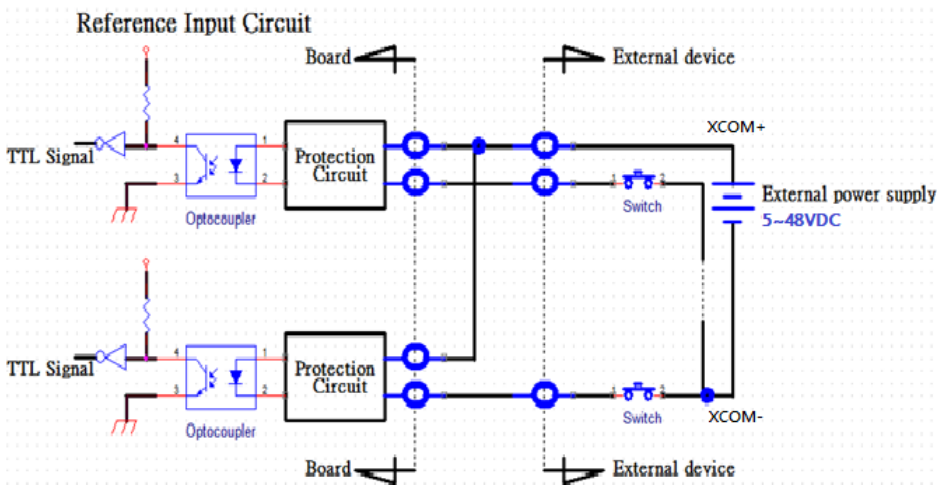 Reference Input Circuit
Board
External device
XCOM+
TTL Signal
4
3
1
2
Optocoupler
Protection
Circuit
1
2
Switch
External power supply
5~48VDC
TTL Signal
4
3
1
2
Optocoupler
Protection
Circuit
1
2
Switch
XCOM-
Board
External device